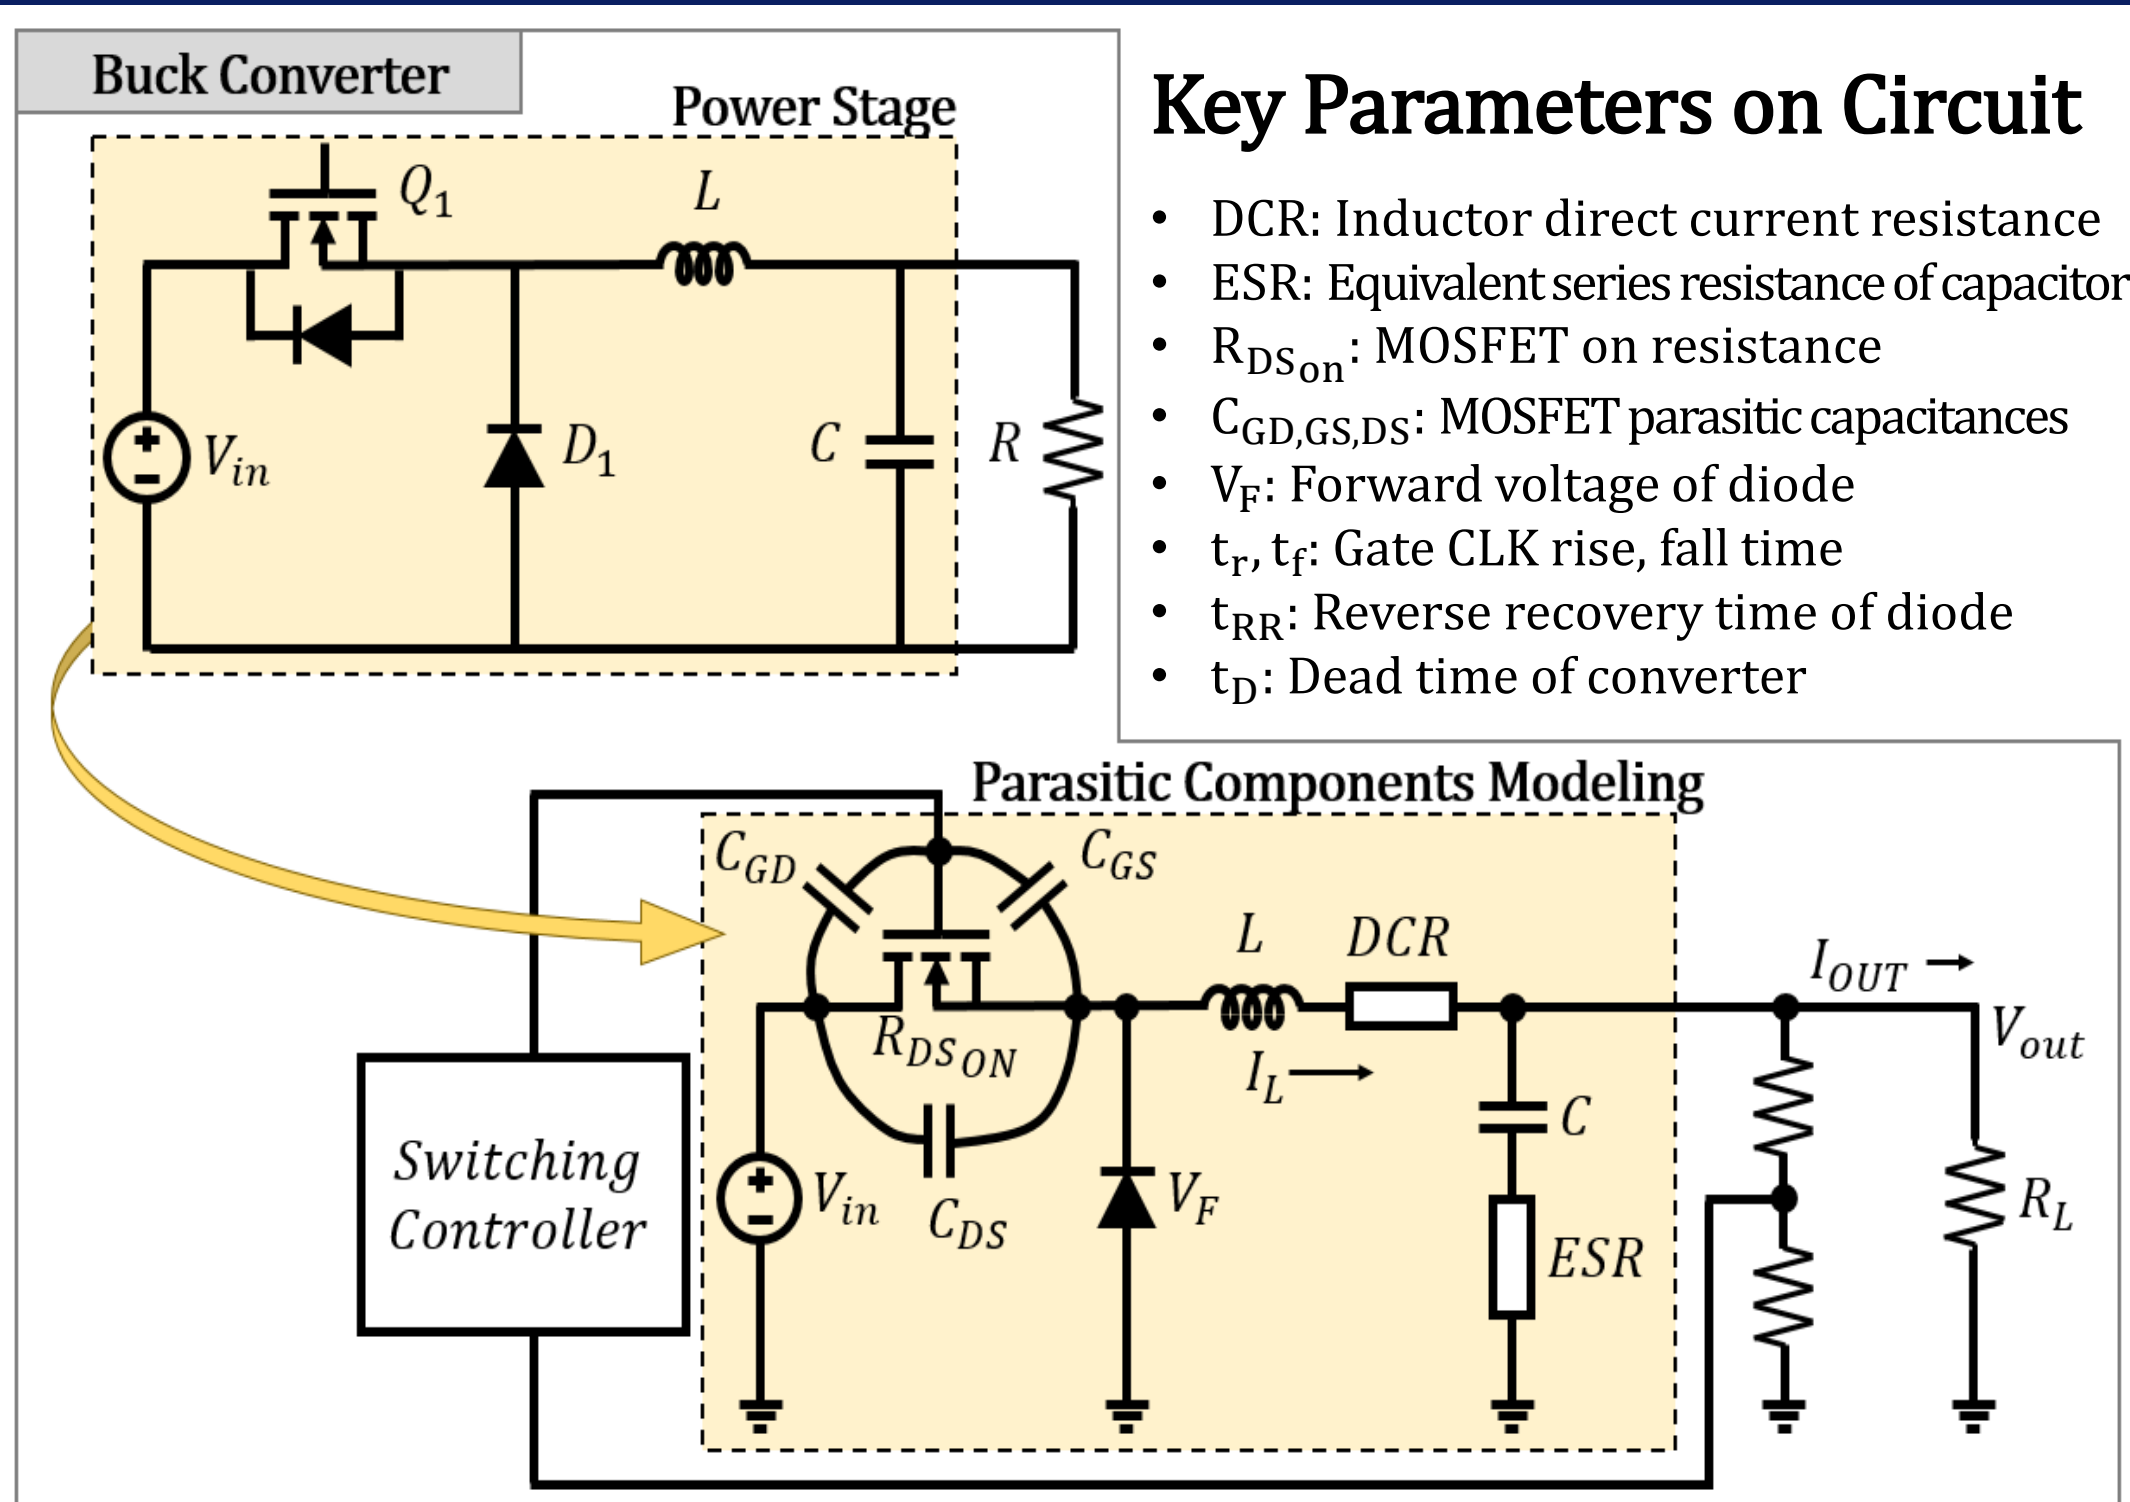 Buck Converter
Power Stage
Q1
L
Vin
D1
C
R
Key Parameters on Circuit
• DCR: Inductor direct current resistance
• ESR: Equivalent series resistance of capacitor
• RDSon: MOSFET on resistance
• CGD,GS,DS: MOSFET parasitic capacitances
• VF: Forward voltage of diode
• tr, tf: Gate CLK rise, fall time
• tRR: Reverse recovery time of diode
• tD: Dead time of converter
Parasitic Components Modeling
CGD
CGS
L
DCR
IOUT
Vout
RDSON
IL
C
Switching
Controller
Vin
CDS
VF
ESR
RL